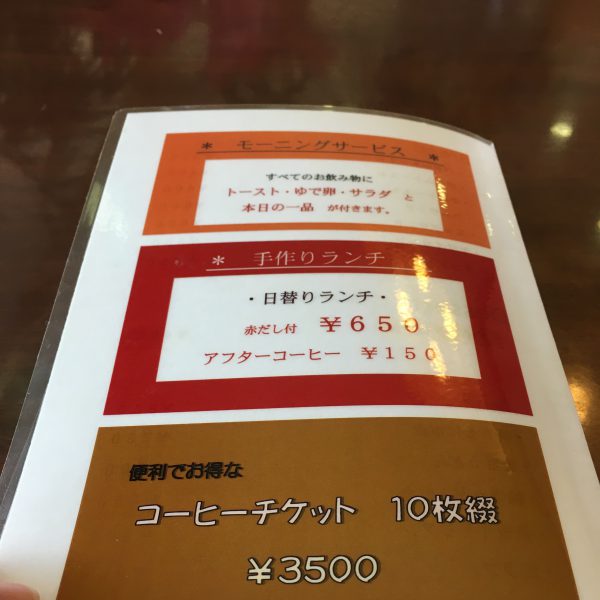 ＊ モーニングサービス ＊
すべてのお飲み物に
トースト・ゆで卵・サラダ と
本日の一品 が付きます。
＊ 手作りランチ
・日替りランチ・
赤だし付 ￥６５０
アフターコーヒー ￥１５０
便利でお得な
コーヒーチケット 10枚綴
￥3500